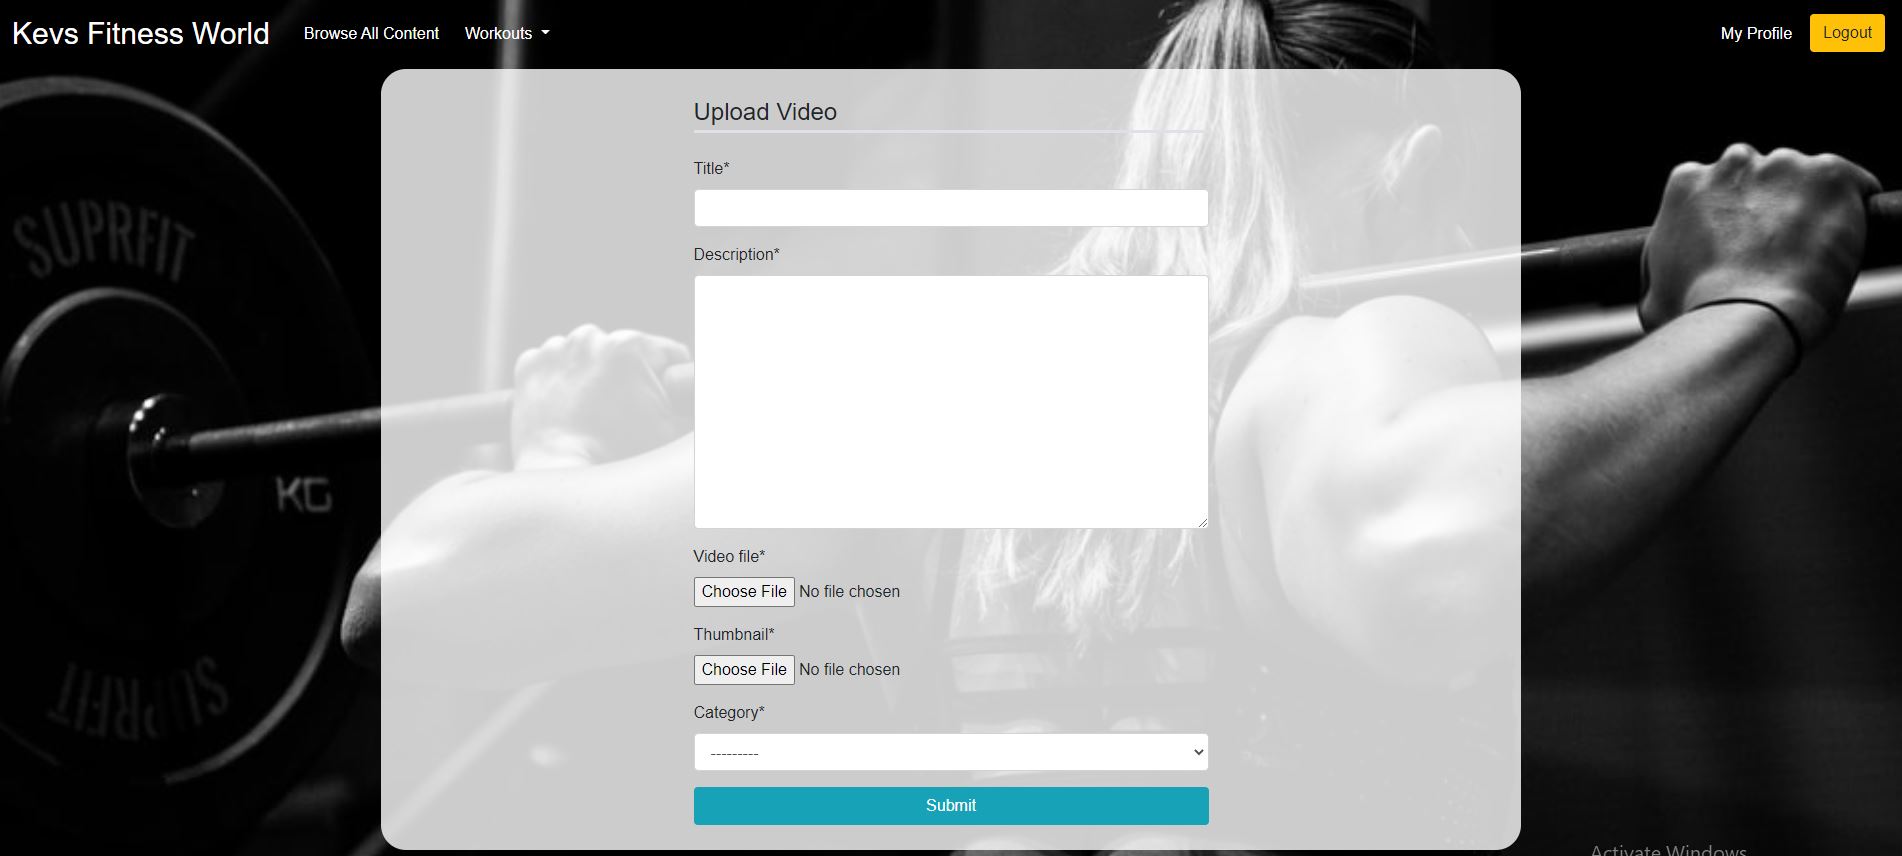 Kevs Fitness World Browse All Content Workouts My Profile Logout
Upload Video
Title*
Description*
SUPRFIT
KG
SUPRFIT
Video file*
Choose File No file chosen
Thumbnail*
Choose File No file chosen
Category*
---------
Submit
Activate Windows